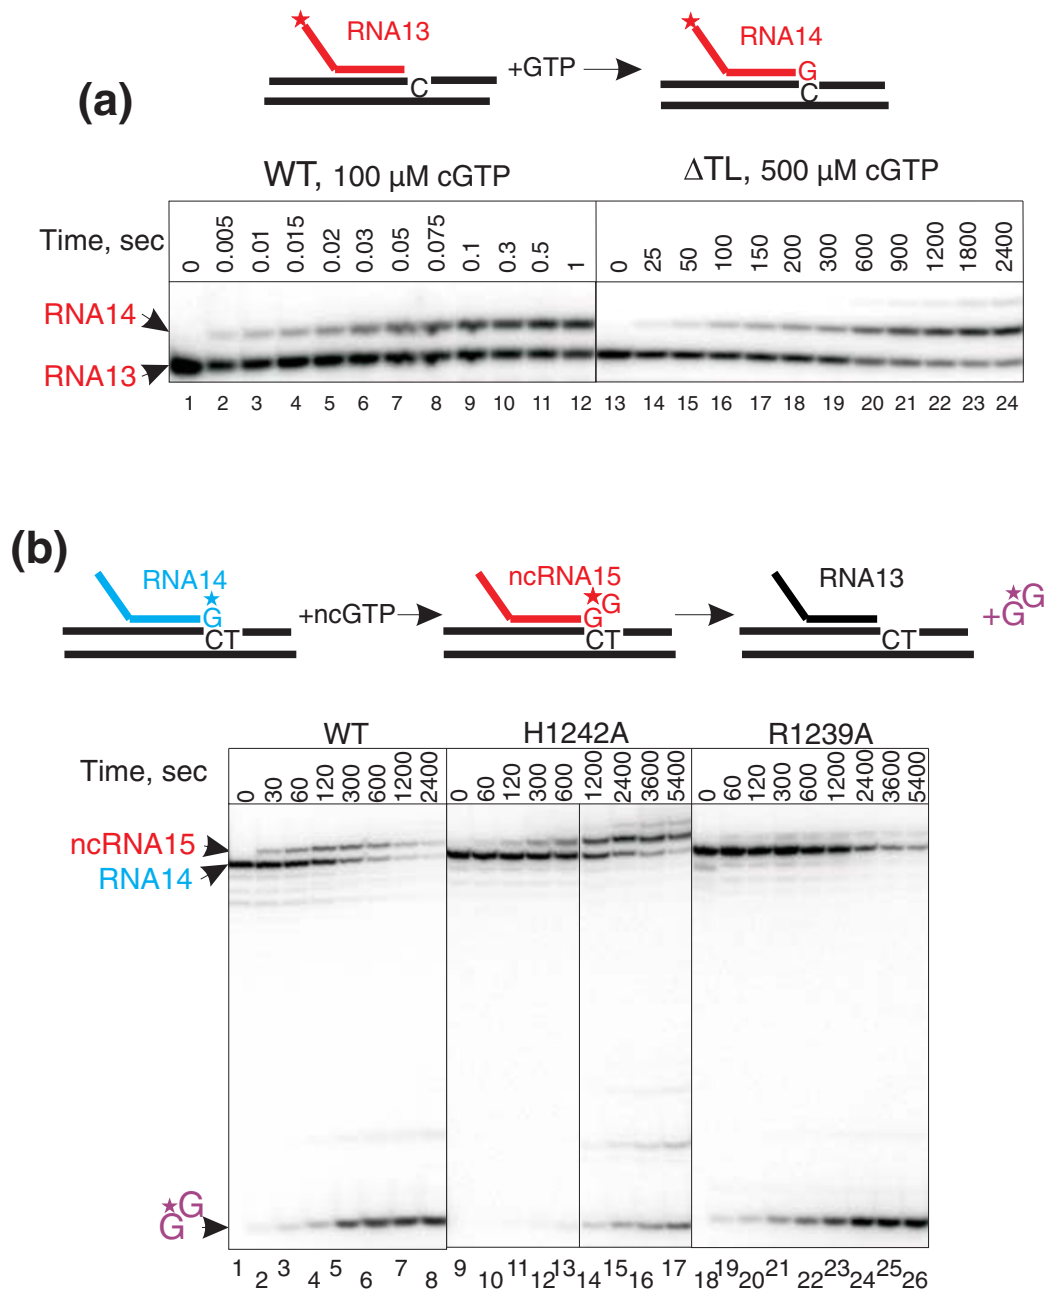 RNA13
RNA14
+GTP
G
C
C
(a)
WT, 100 µM cGTP
ΔTL, 500 µM cGTP
Time, sec
0 0.005 0.01 0.015 0.02 0.03 0.05 0.075 0.1 0.3 0.5 1 0 25 50 100 150 200 300 600 900 1200 1800 2400
RNA14
RNA13
1 2 3 4 5 6 7 8 9 10 11 12 13 14 15 16 17 18 19 20 21 22 23 24
(b)
RNA14
ncRNA15
RNA13
G
+ncGTP
GG
+GG
CT
CT
CT
WT
H1242A
R1239A
Time, sec
0 30 60 120 300 600 1200 2400 0 60 120 300 600 1200 2400 3600 5400 0 60 120 300 600 1200 2400 3600 5400
ncRNA15
RNA14
GG
1 2 3 4 5 6 7 8 9 10 11 12 13 14 15 16 17 18 19 20 21 22 23 24 25 26